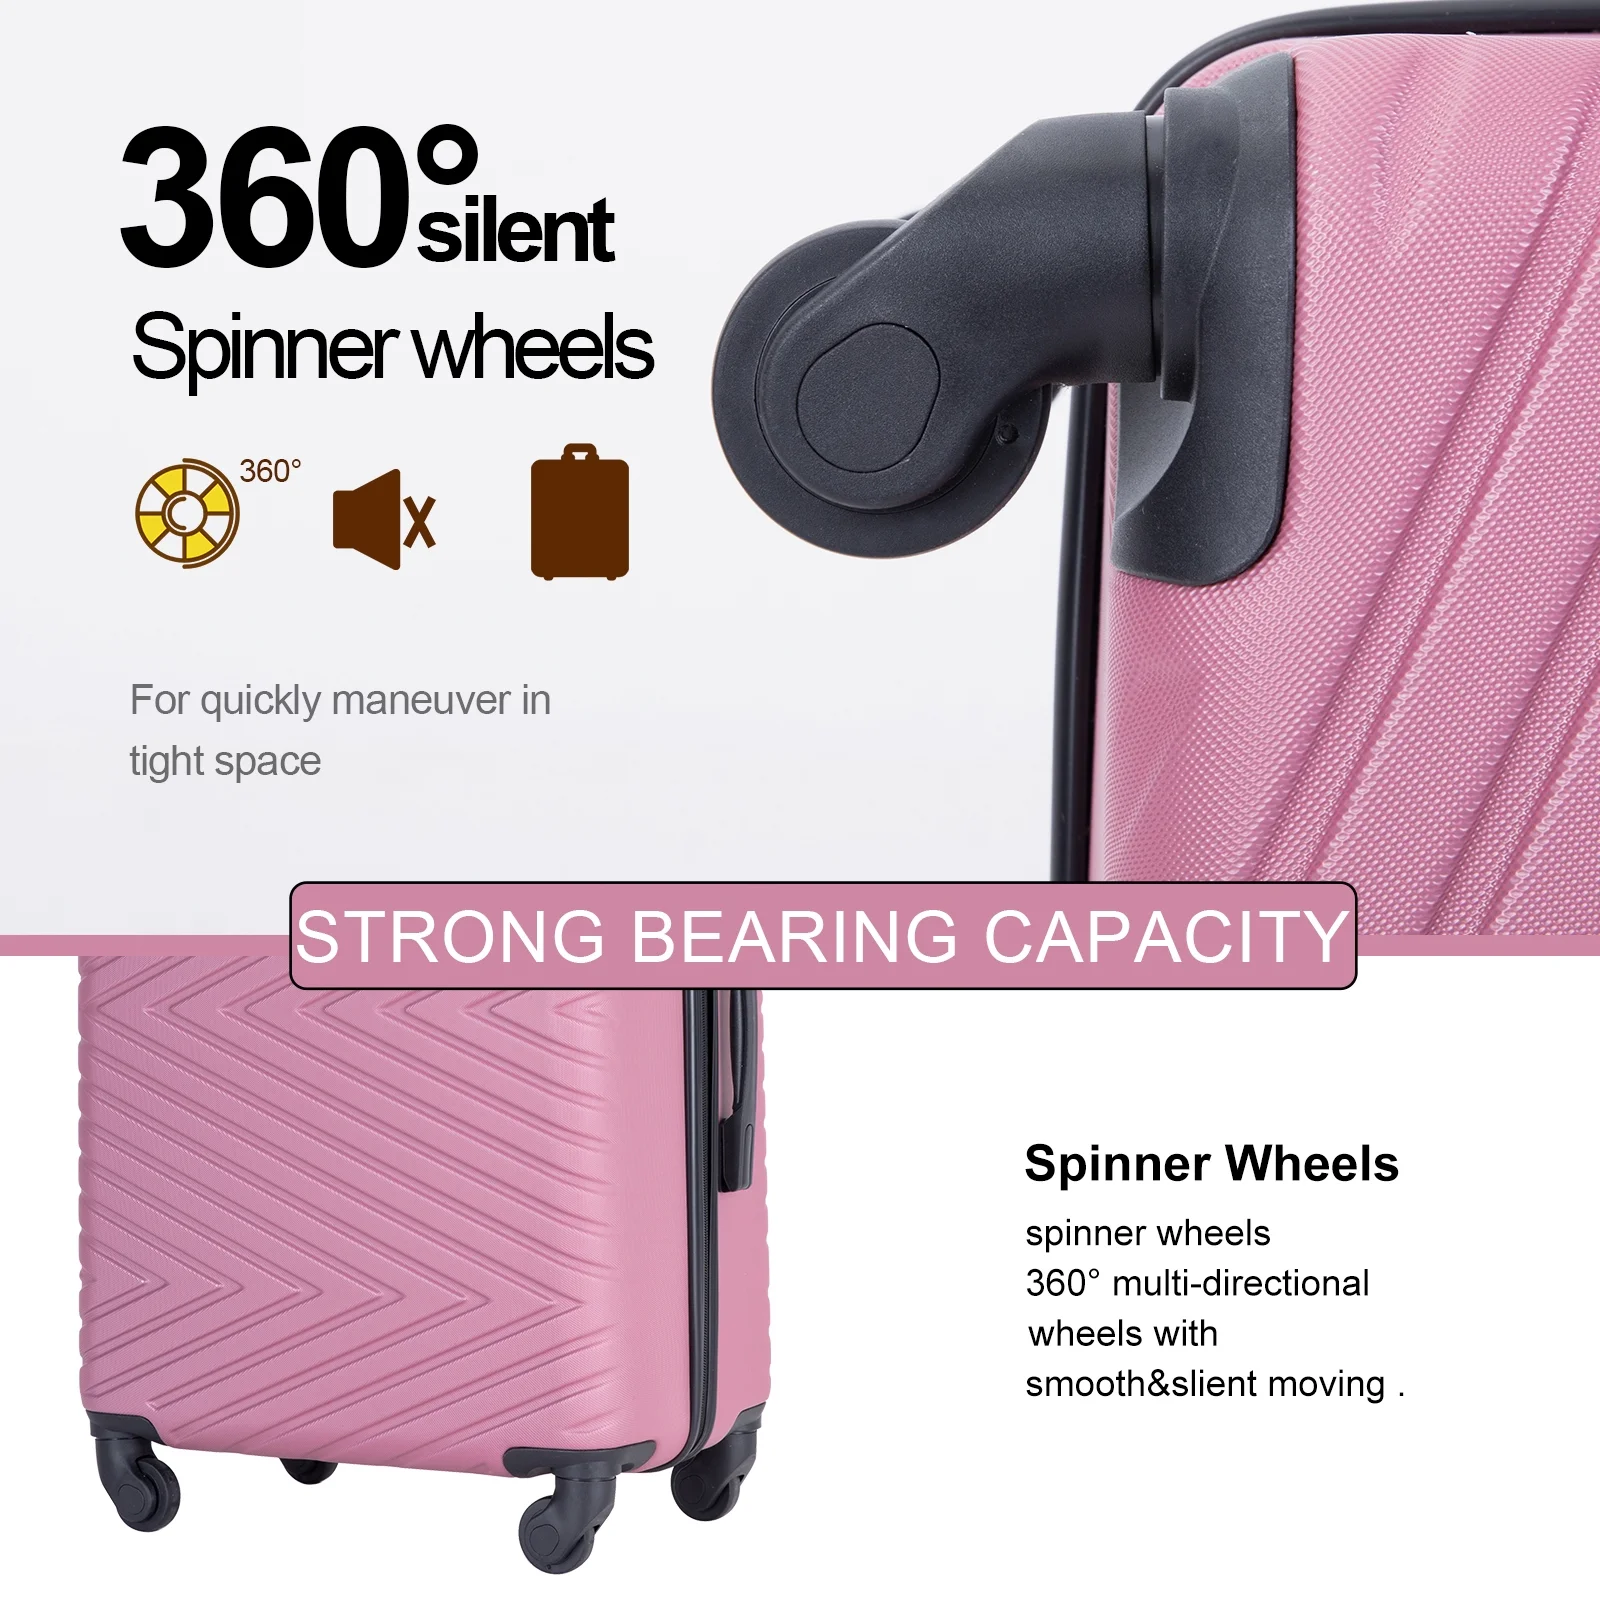 360°silent
Spinner wheels
360°
For quickly maneuver in
tight space
STRONG BEARING CAPACITY
Spinner Wheels
spinner wheels
360° multi-directional
wheels with
smooth&slient moving .